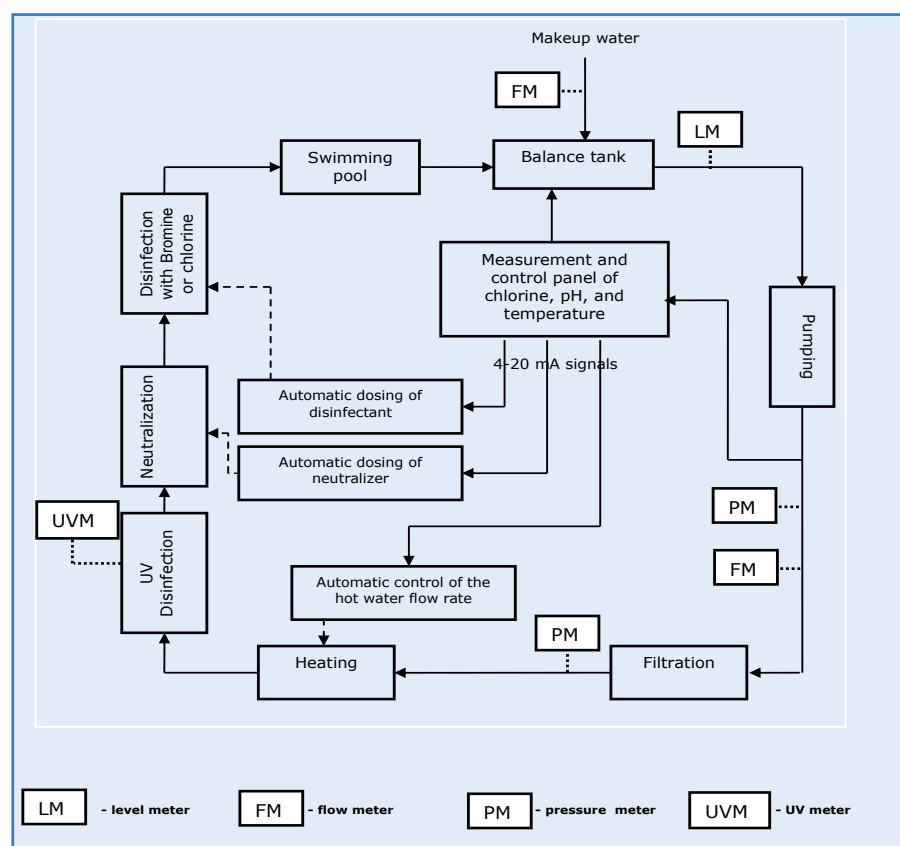 Makeup water
FM
LM
Swimming
pool
Balance tank
Disinfection
with Bromine
or chlorine
Measurement and
control panel of
chlorine, pH, and
temperature
Pumping
4-20 mA signals
Neutralization
Automatic dosing of
disinfectant
Automatic dosing of
neutralizer
PM
UVM
UV
Disinfection
FM
Automatic control of the
hot water flow rate
PM
Heating
Filtration
LM - level meter
FM - flow meter
PM - pressure meter
UVM - UV meter